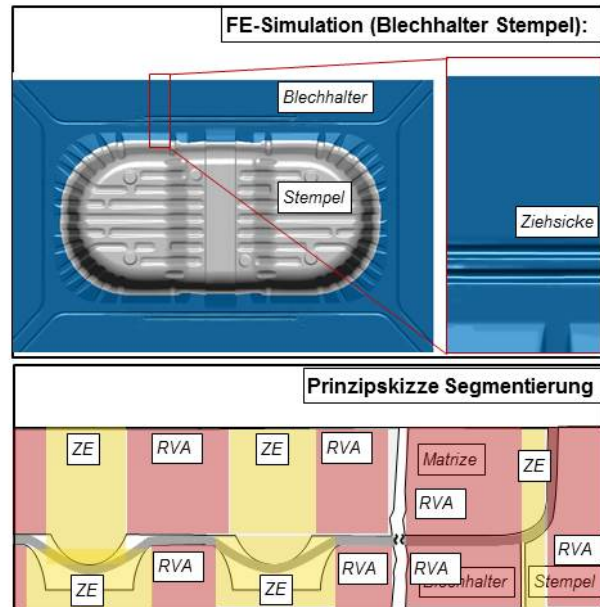 FE-Simulation (Blechhalter Stempel):
Blechhalter
Stempel
Ziehsicke
Prinzipskizze Segmentierung
ZE
RVA
ZE
RVA
Matrize
ZE
RVA
RVA
RVA
RVA
RVA
ZE
ZE
Blechhalter
Stempel